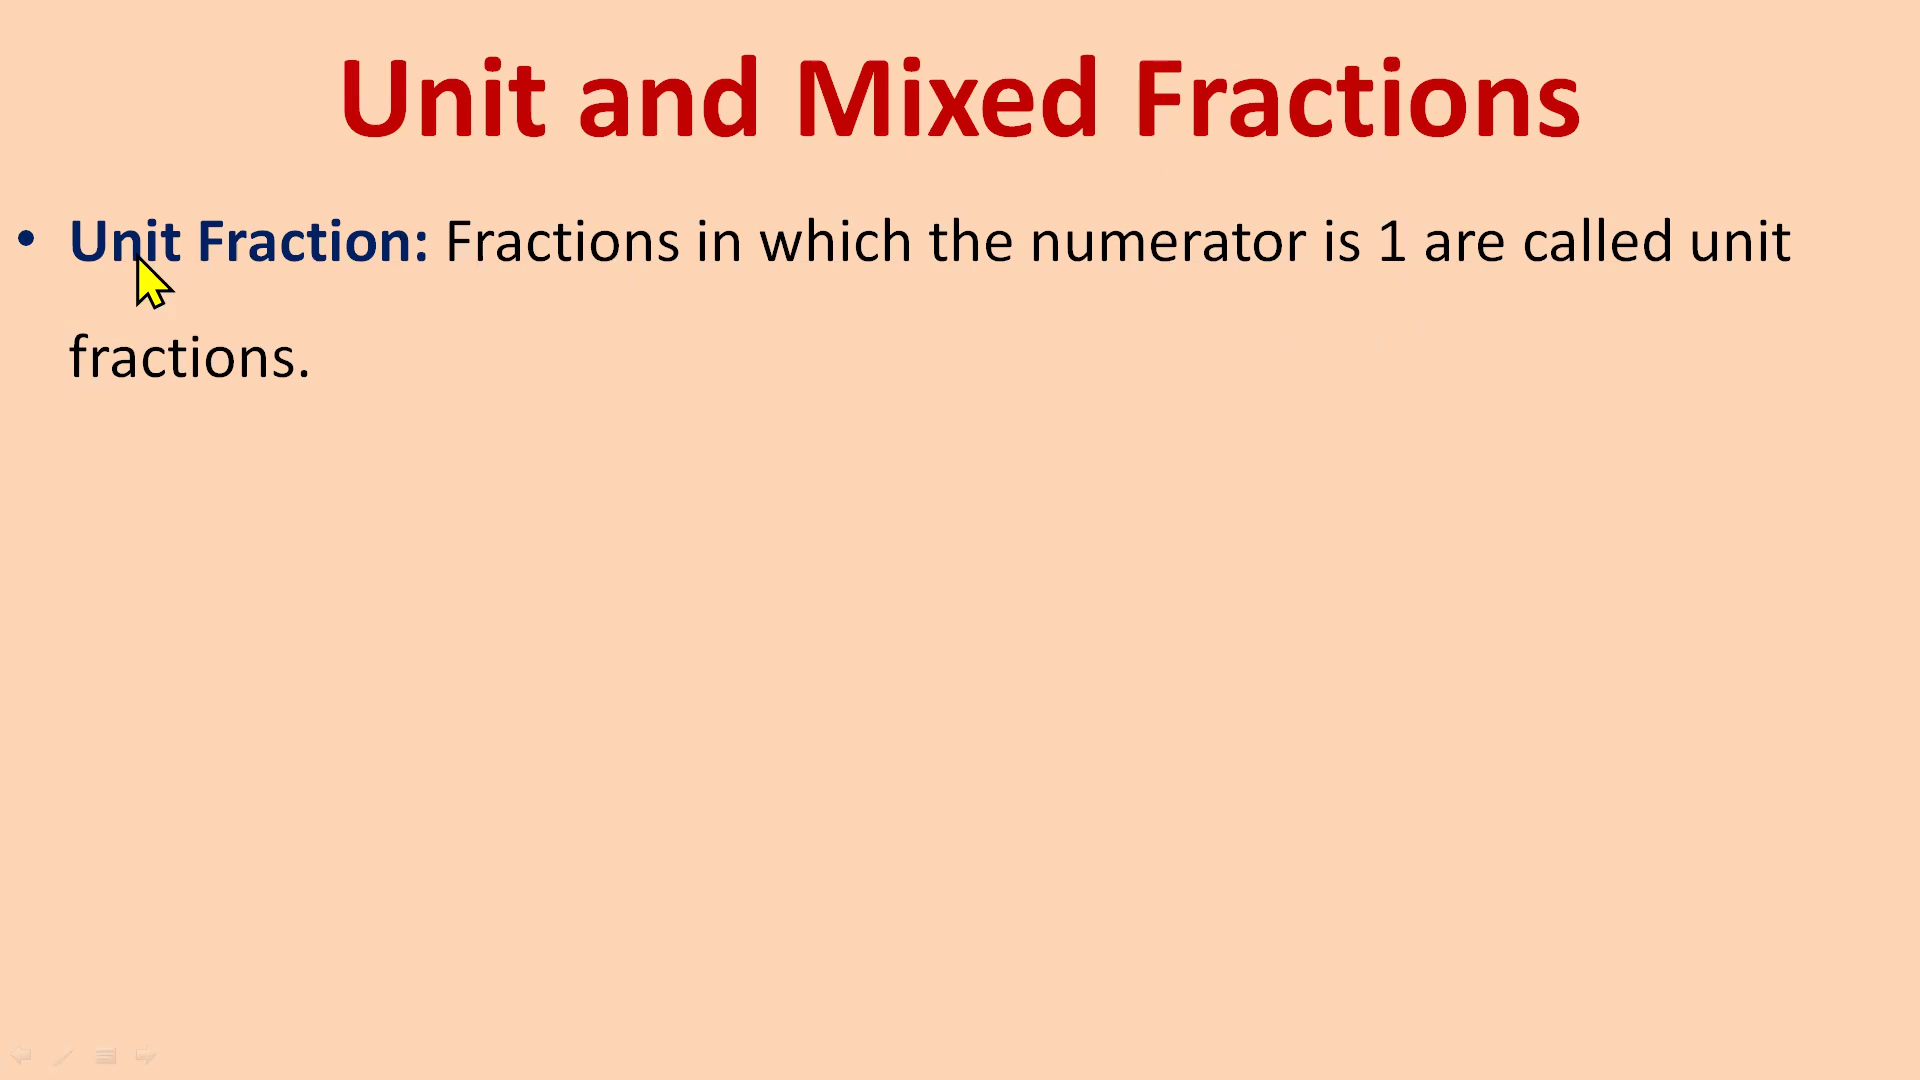 Unit and Mixed Fractions
• Unit Fraction: Fractions in which the numerator is 1 are called unit
fractions.